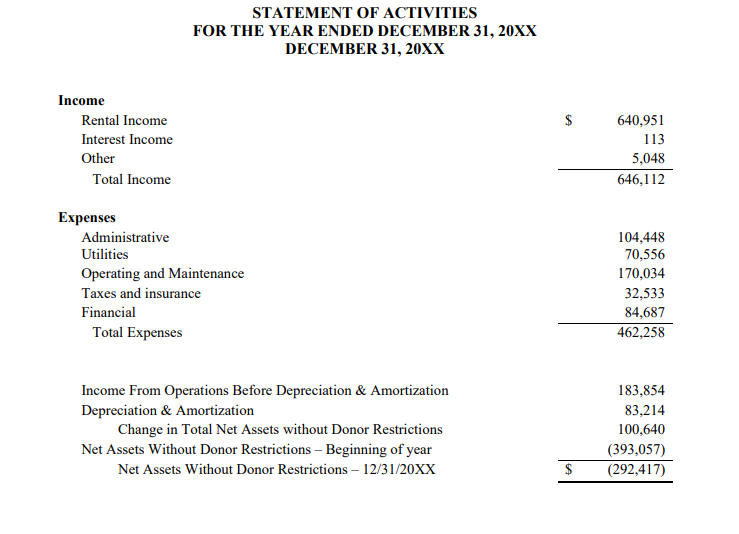 STATEMENT OF ACTIVITIES
FOR THE YEAR ENDED DECEMBER 31, 20XX
DECEMBER 31, 20XX
Income
Rental Income $ 640,951
Interest Income 113
Other 5,048
Total Income 646,112
Expenses
Administrative 104,448
Utilities 70,556
Operating and Maintenance 170,034
Taxes and insurance 32,533
Financial 84,687
Total Expenses 462,258
Income From Operations Before Depreciation & Amortization 183,854
Depreciation & Amortization 83,214
Change in Total Net Assets without Donor Restrictions 100,640
Net Assets Without Donor Restrictions – Beginning of year (393,057)
Net Assets Without Donor Restrictions – 12/31/20XX $ (292,417)